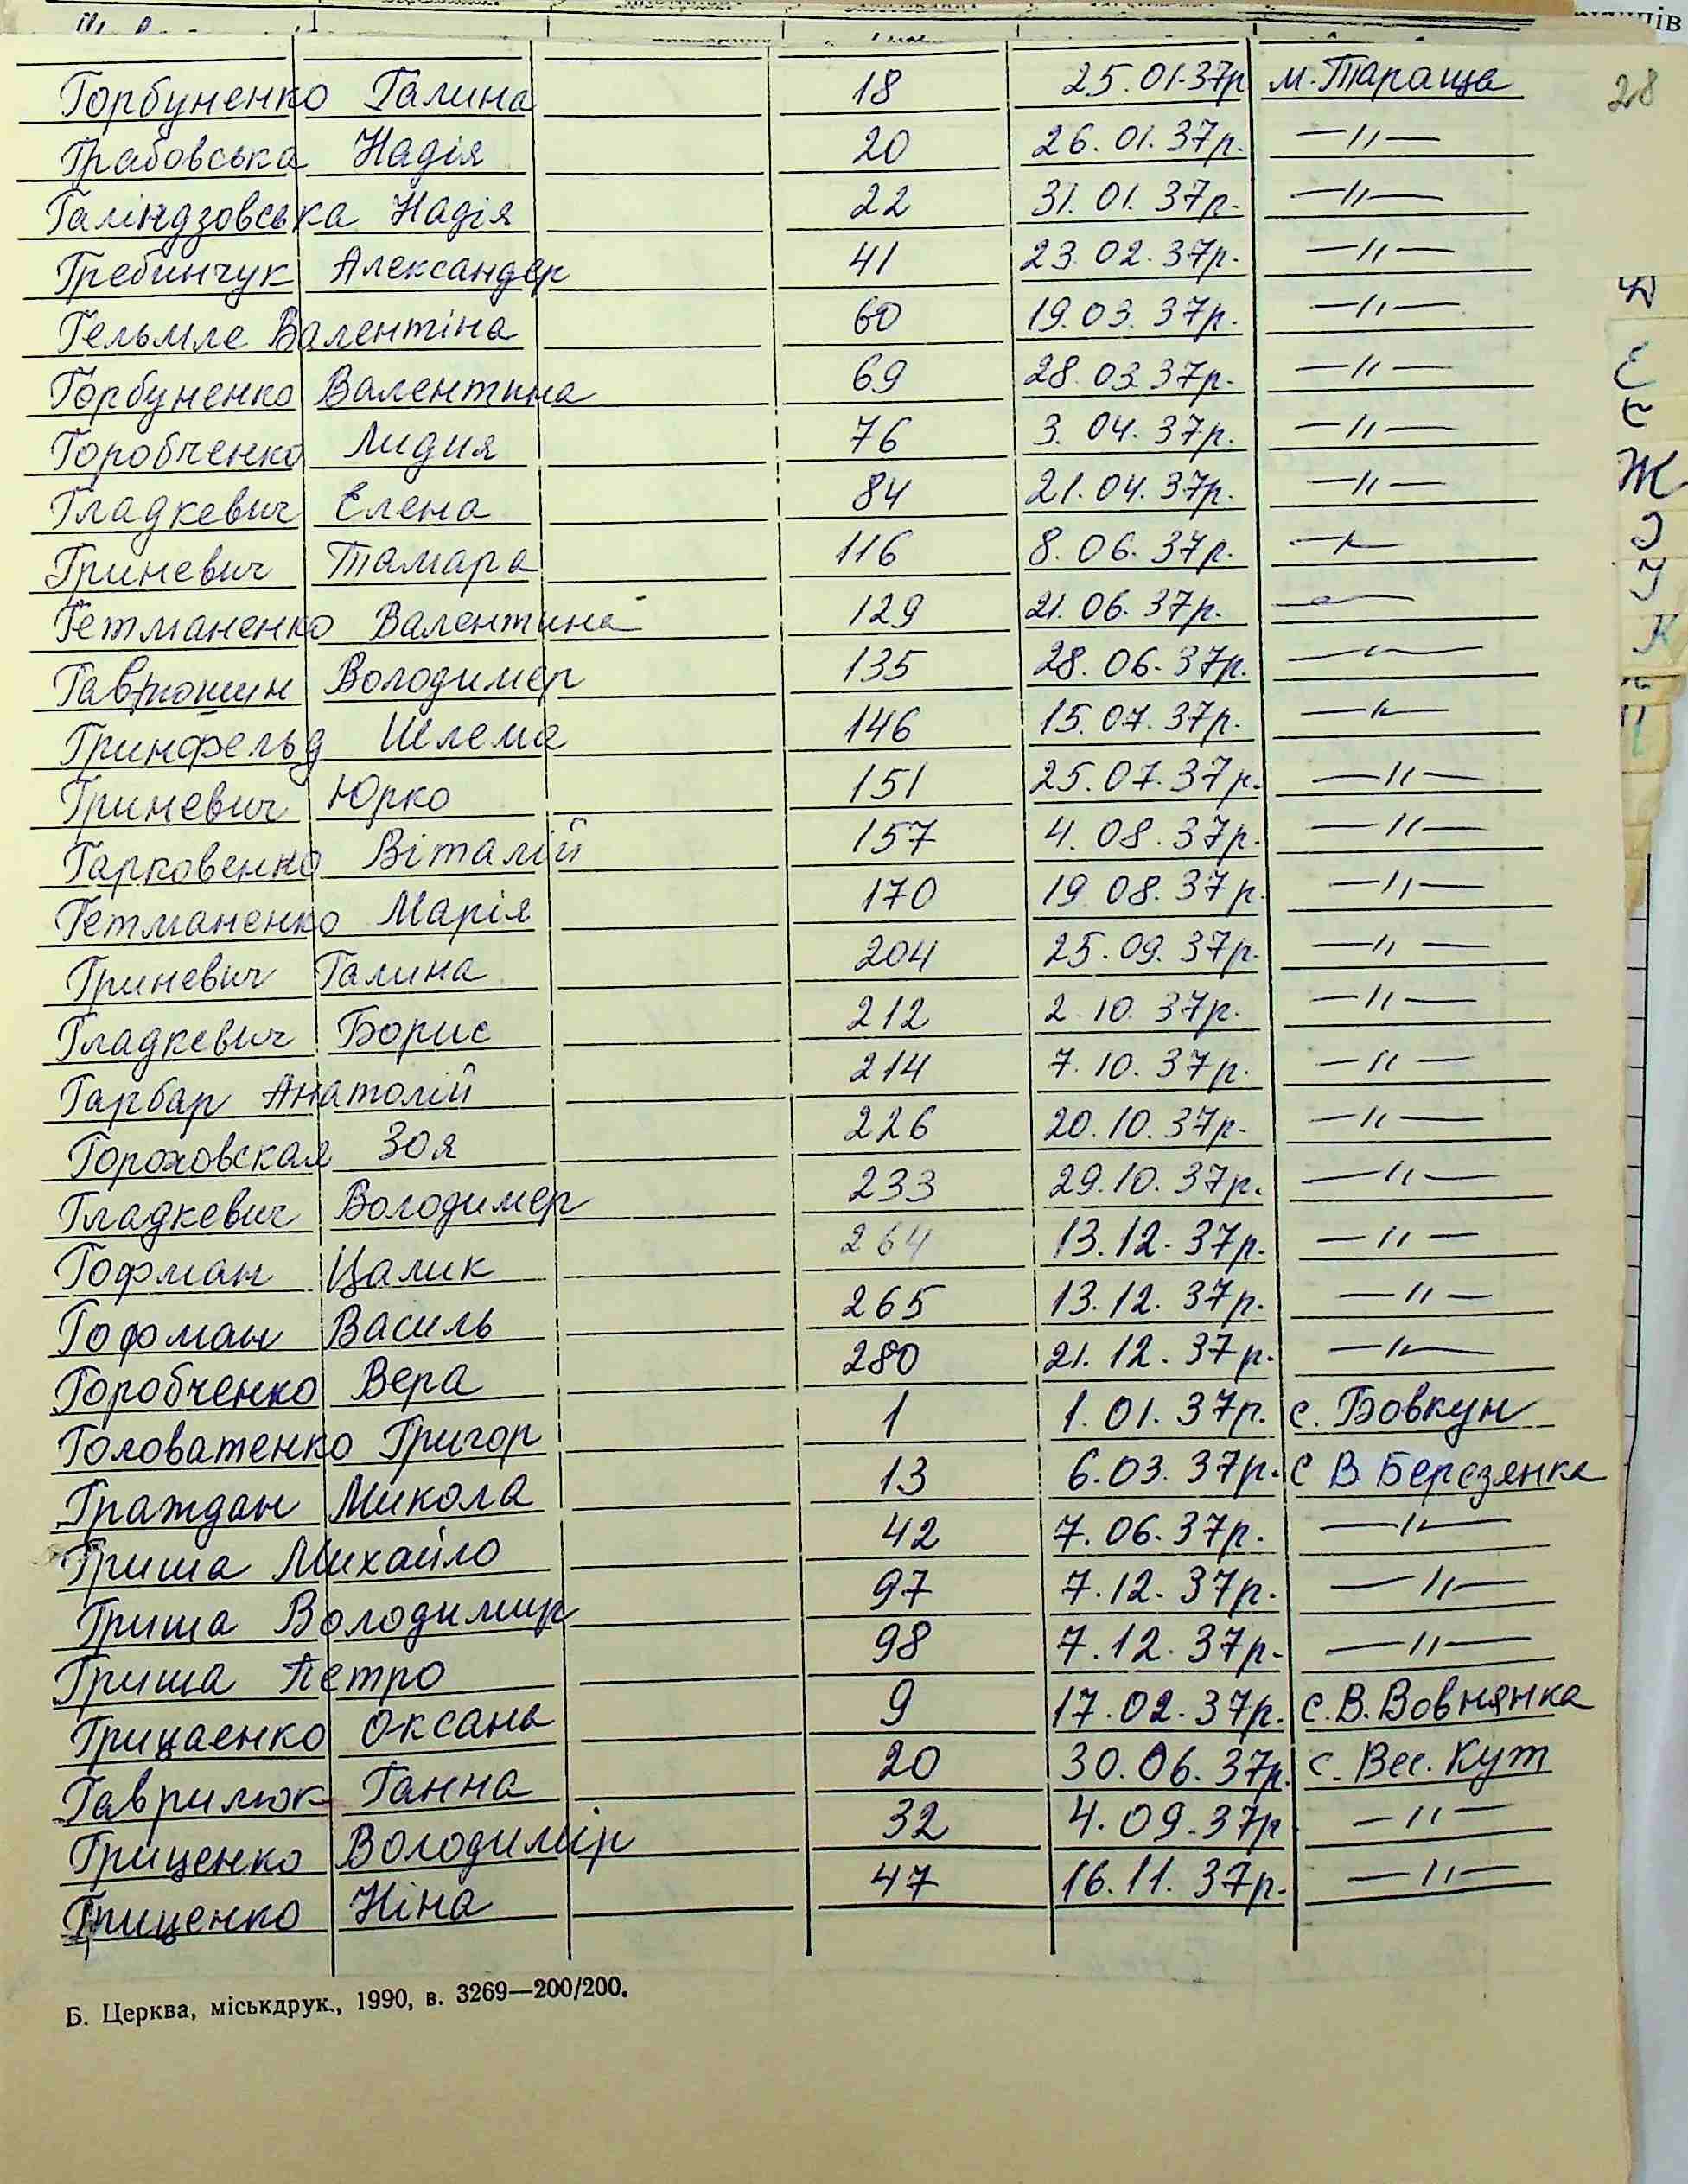 Горбуненко Галина 18 25.01.37р м. Тараща 28
Грабовська Надія 20 26.01.37р. —"—
Галіндзовська Надія 22 31.01.37р. —"—
Гребинчук Александер 41 23.02.37р. —"—
Гельмле Валентіна 60 19.03.37р. —"—
Горбуненко Валентина 69 28.03.37р. —"—
Горобченко Лидия 76 3.04.37р. —"—
Гладкевич Елена 84 21.04.37р. —"—
Гриневич Тамара 116 8.06.37р. —"—
Гетманенко Валентина 129 21.06.37р. —"—
Гаврюшин Володимер 135 28.06.37р. —"—
Гринфельд Шлема 146 15.07.37р. —"—
Гриневич Юрко 151 25.07.37р. —"—
Гарковенко Віталій 157 4.08.37р. —"—
Гетманенко Марія 170 19.08.37р. —"—
Гриневич Галина 204 25.09.37р. —"—
Гладкевич Борис 212 2.10.37р. —"—
Гарбар Анатолій 214 7.10.37р. —"—
Гороховская Зоя 226 20.10.37р. —"—
Гладкевич Володимер 233 29.10.37р. —"—
Гофман Цалик 264 13.12.37р. —"—
Гофман Василь 265 13.12.37р. —"—
Горобченко Вера 280 21.12.37р. —"—
Головатенко Григор 1 1.01.37р. с. Бовкун
Граждан Микола 13 6.03.37р. с В Березянка
Гриша Михайло 42 7.06.37р. —"—
Гриша Володимир 97 7.12.37р. —"—
Гриша Петро 98 7.12.37р. —"—
Грицаенко Оксана 9 17.02.37р. с. В. Вовнянка
Гаврилюк Ганна 20 30.06.37р. с. Вес. Кут
Гриценко Володимір 32 4.09.37р —"—
Гриценко Ніна 47 16.11.37р. —"—
Б. Церква, міськдрук., 1990, в. 3269—200/200.
Д
Е
Є
Ж
З
І
К